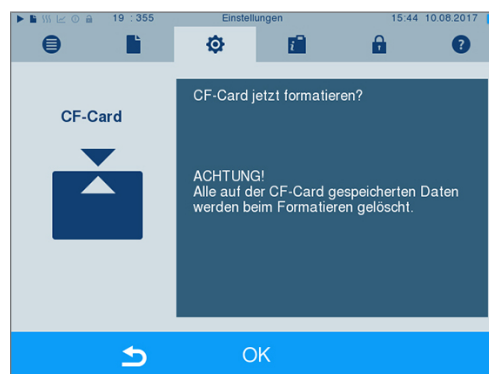 19 : 355 Einstellungen 15:44 10.08.2017
CF-Card
CF-Card jetzt formatieren?
ACHTUNG!
Alle auf der CF-Card gespeicherten Daten
werden beim Formatieren gelöscht.
OK